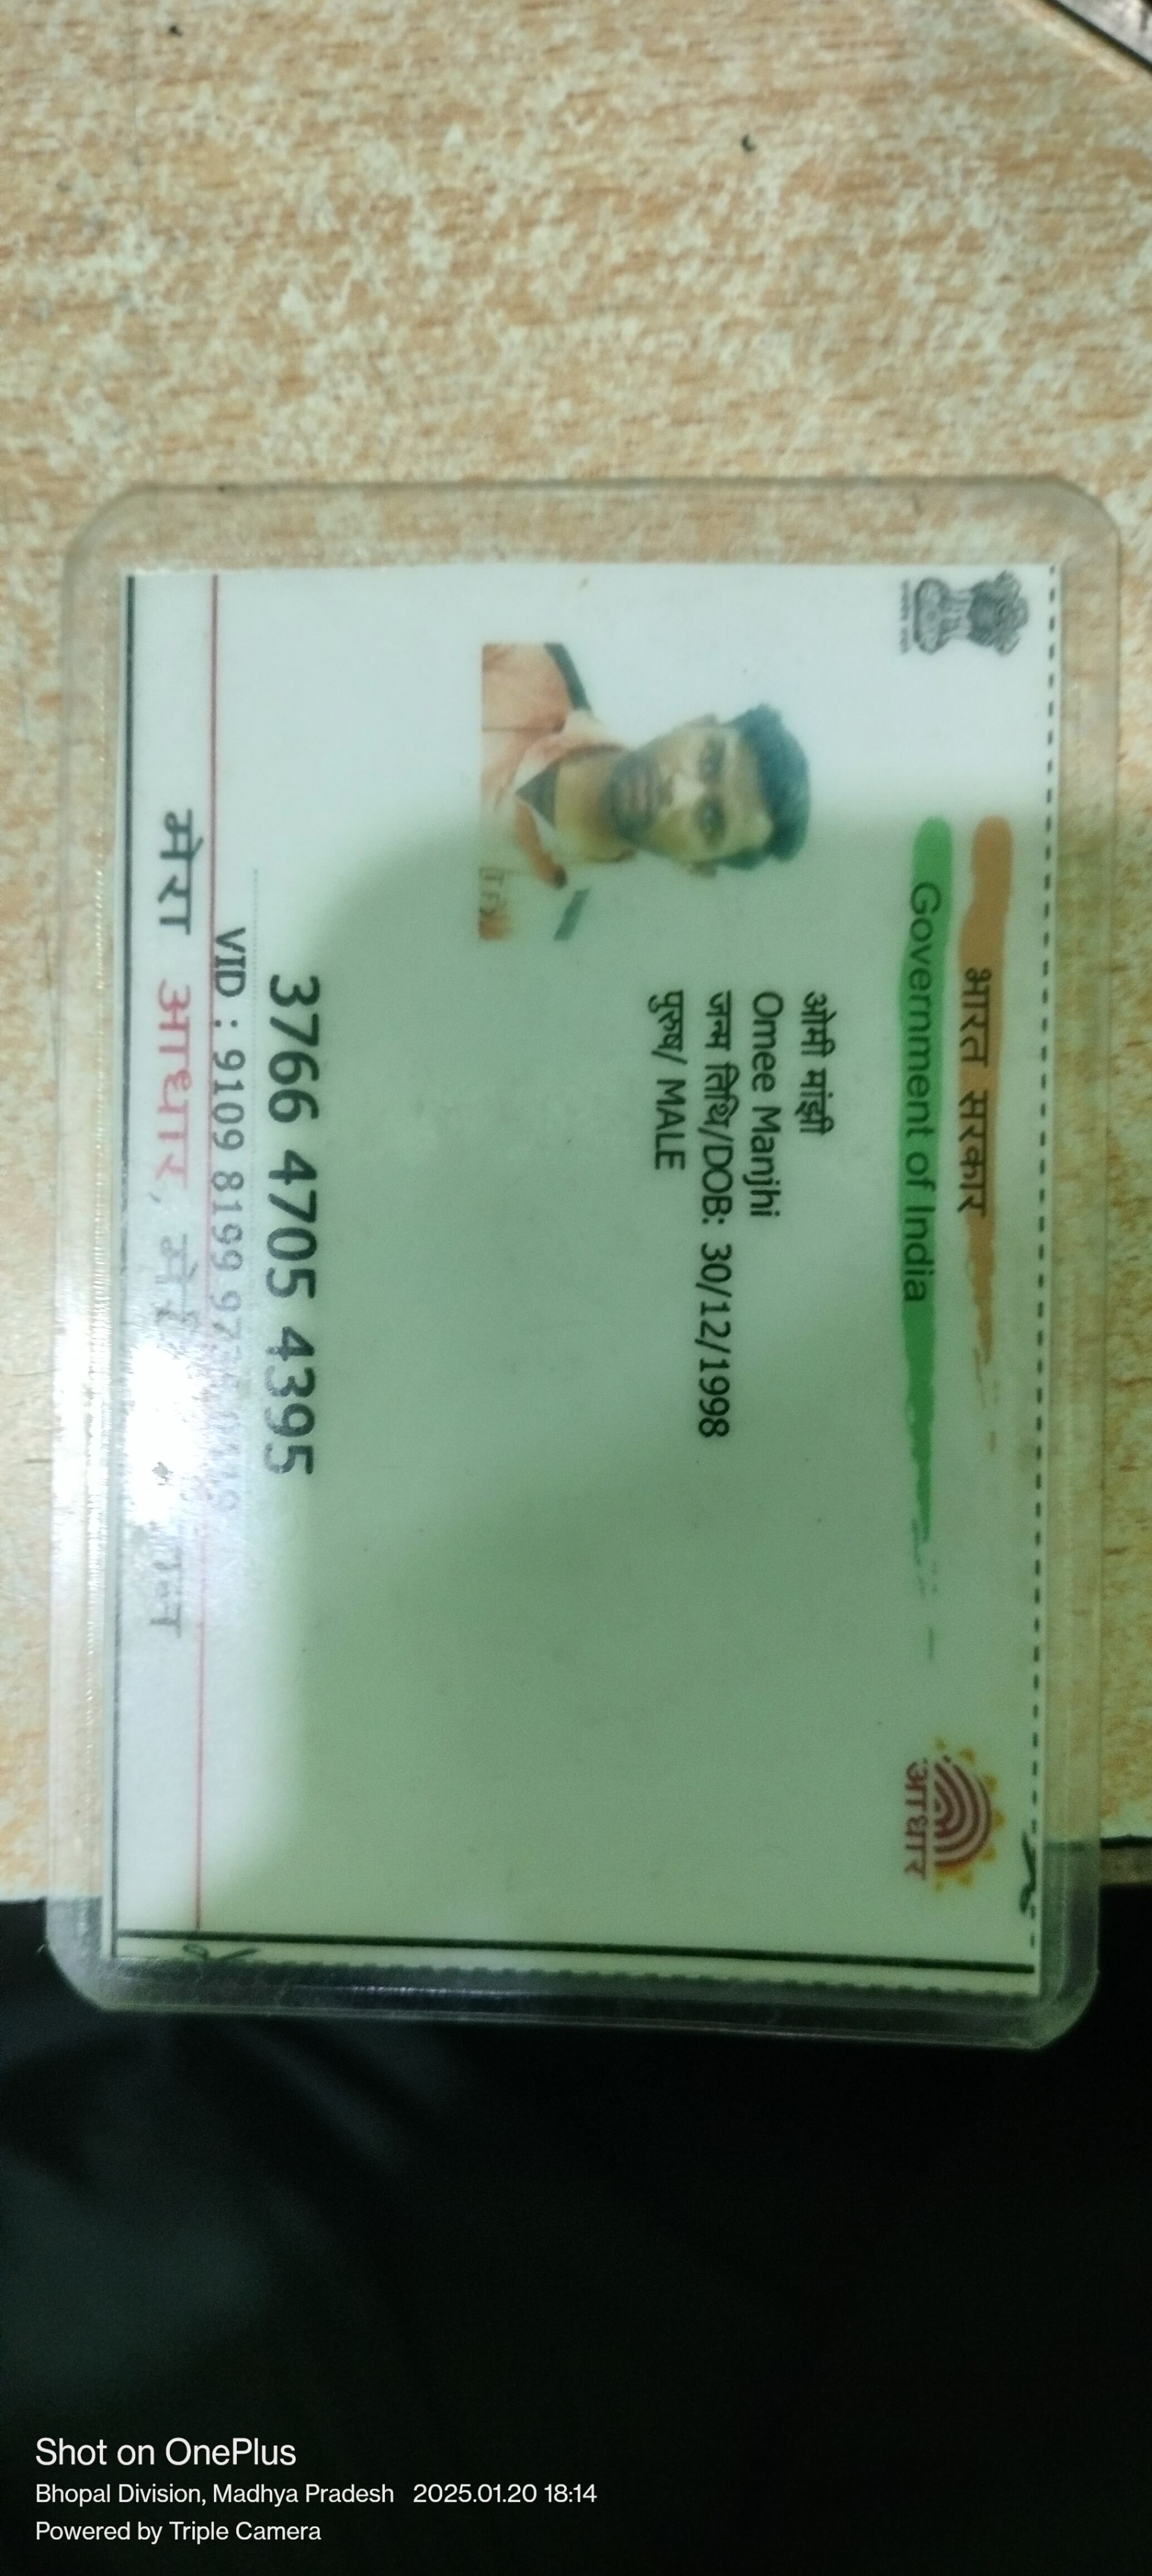 भारत सरकार
Government of India
ओमी मांझी
Omee Manjhi
जन्म तिथि/DOB: 30/12/1998
पुरुष/ MALE
आधार
3766 4705 4395
VID : 9109 8199
मेरा आधार,
Shot on OnePlus
Bhopal Division, Madhya Pradesh 2025.01.20 18:14
Powered by Triple Camera